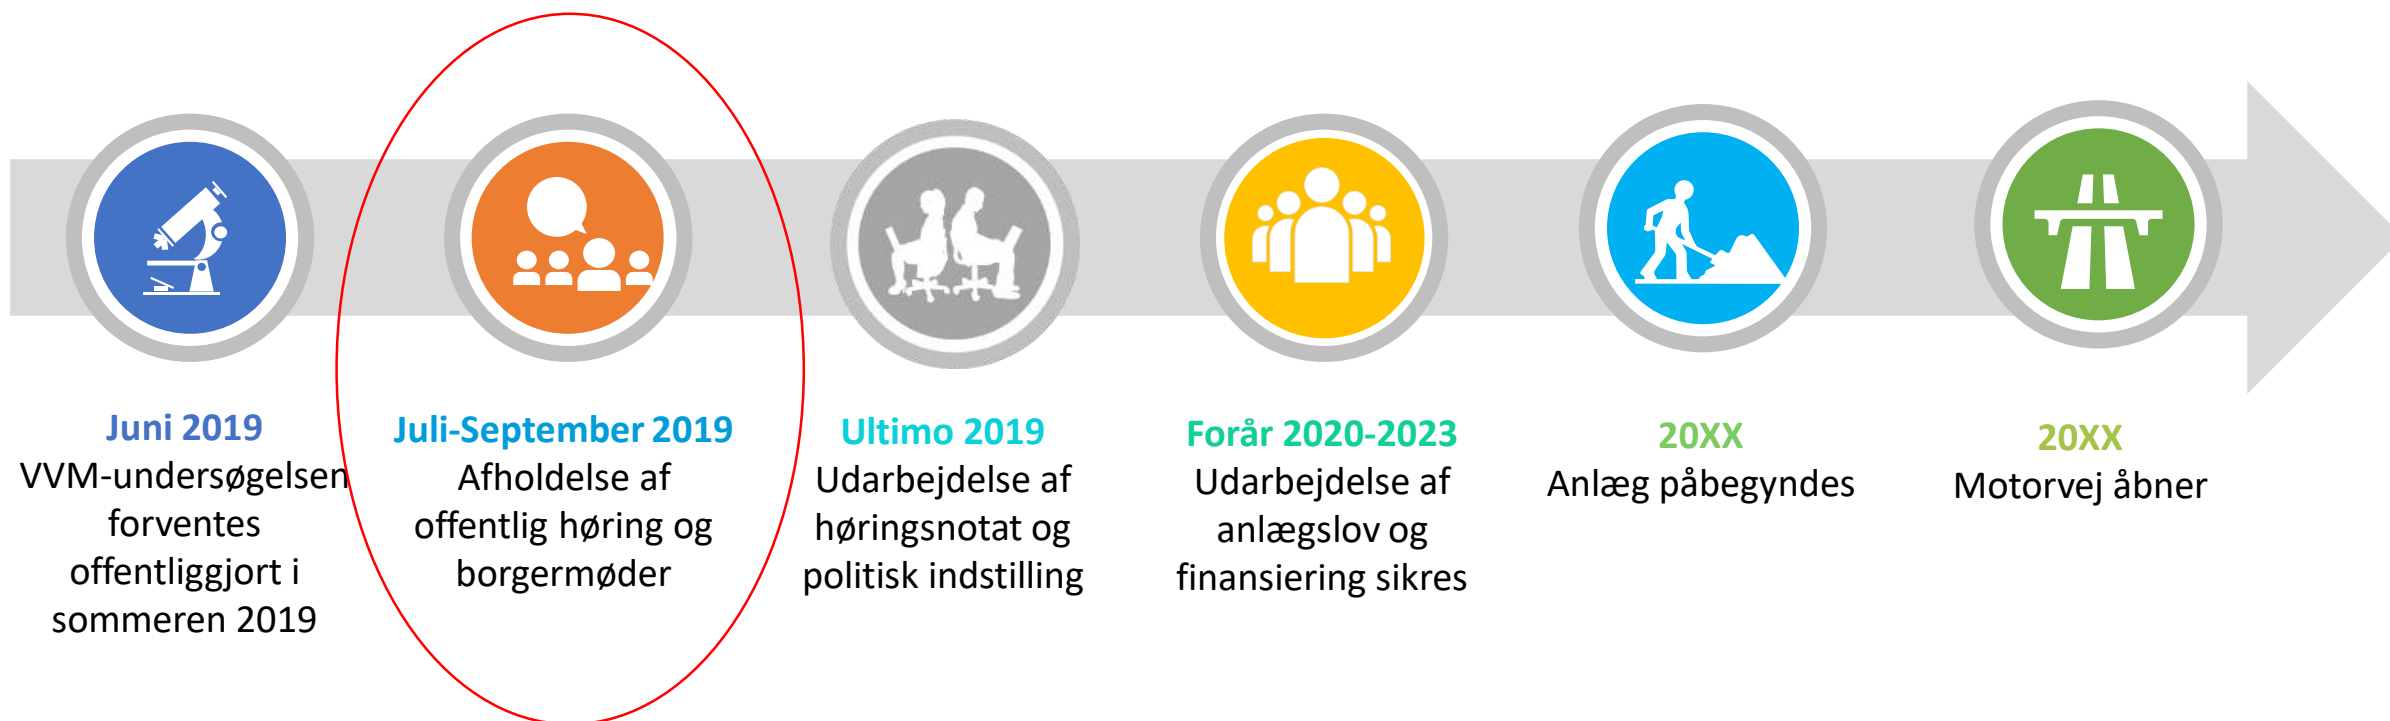 Juni 2019
VVM-undersøgelsen
forventes
offentliggjort i
sommeren 2019
Juli-September 2019
Afholdelse af
offentlig høring og
borgermøder
Ultimo 2019
Udarbejdelse af
høringsnotat og
politisk indstilling
Forår 2020-2023
Udarbejdelse af
anlægslov og
finansiering sikres
20XX
Anlæg påbegyndes
20XX
Motorvej åbner